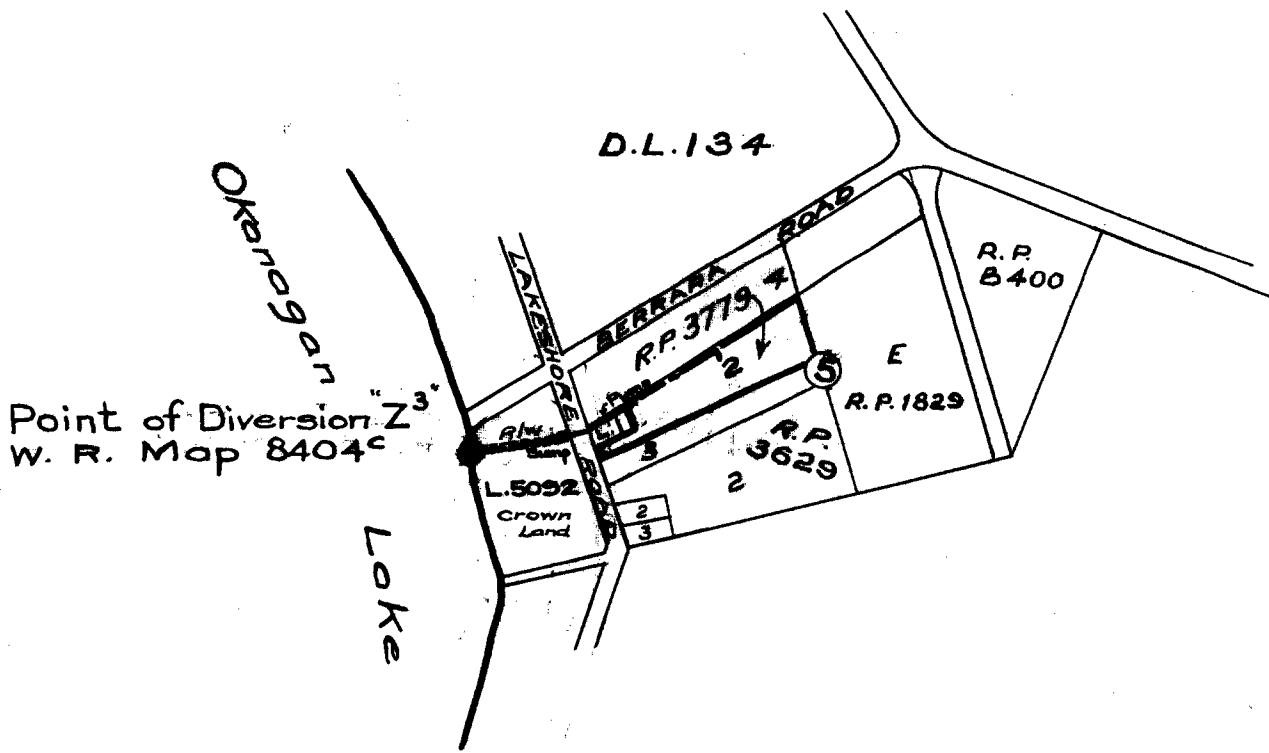 D.L.134
Okanagan
Lake
LAKESHORE
ROAD
BERRARA ROAD
R.P. 3779
4
2
R.P.
B400
E
R.P. 1829
5
R.P.
3629
2
3
Point of Diversion "Z³"
W. R. Map 8404ᶜ
R/W
Sump
L.5092
Crown
Land
2
3